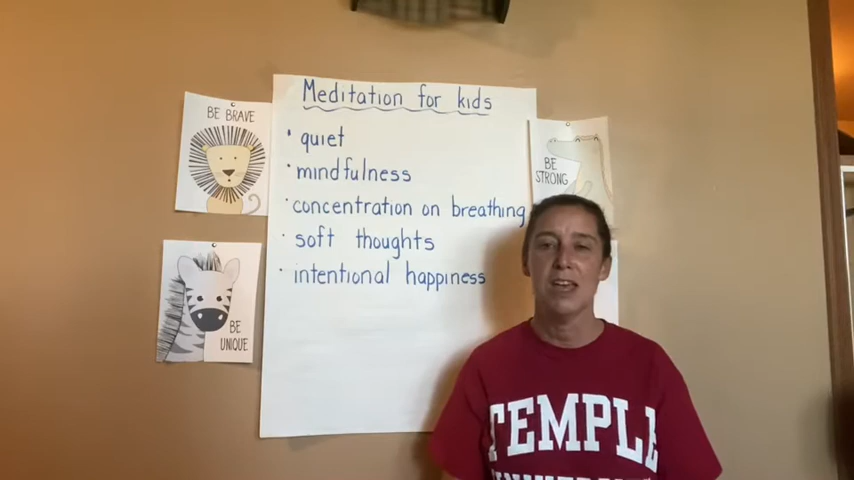 Meditation for kids
• quiet
• mindfulness
• concentration on breathing
• soft thoughts
• intentional happiness
BE BRAVE
BE
UNIQUE
BE
STRONG
TEMPLE